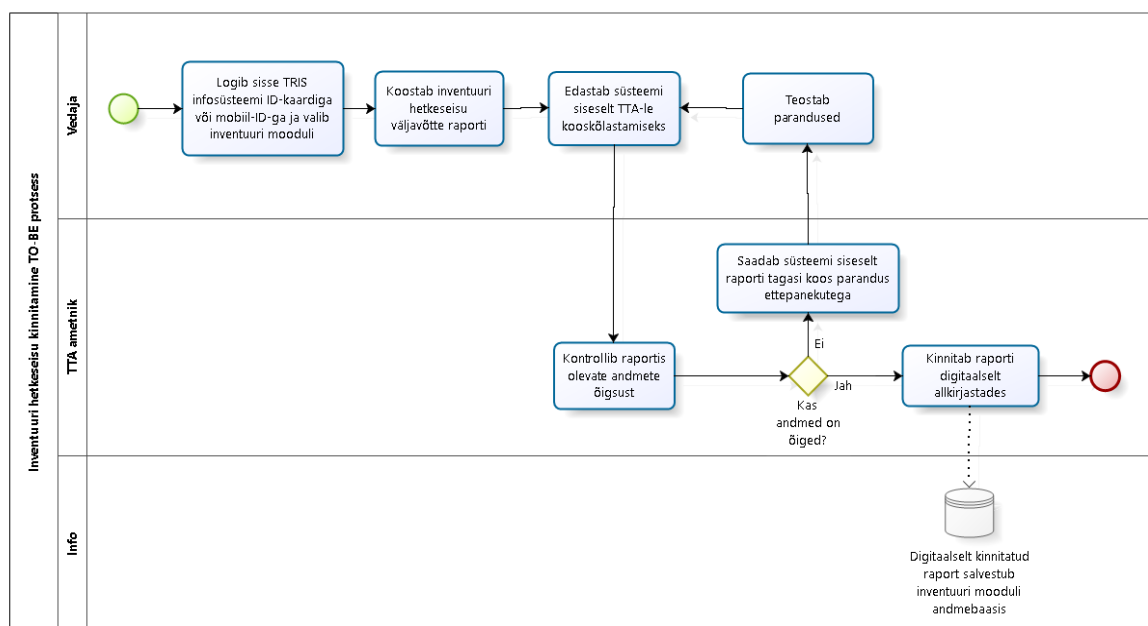 Inventuuri hetkeseisu kinnitamine TO-BE protsess
Vedaja
Logib sisse TRIS
infosüsteemi ID-kaardiga
või mobiil-ID-ga ja valib
inventuuri mooduli
Koostab inventuuri
hetkeseisu
väljavõtte raporti
Edastab süsteemi
siseselt TTA-le
kooskõlastamiseks
Teostab
parandused
TTA ametnik
Saadab süsteemi siseselt
raporti tagasi koos parandus
ettepanekutega
Ei
Kontrollib raportis
olevate andmete
õigsust
Kas
andmed on
õiged?
Jah
Kinnitab raporti
digitaalselt
allkirjastades
Info
Digitaalselt kinnitatud
raport salvestub
inventuuri mooduli
andmebaasis